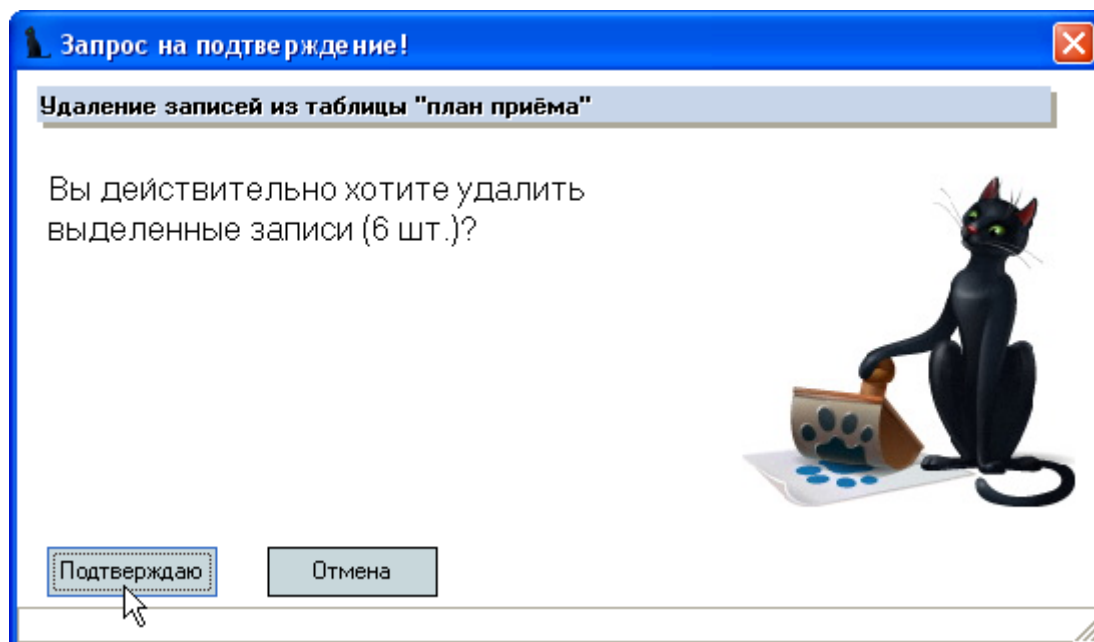 Запрос на подтверждение!
Удаление записей из таблицы "план приёма"
Вы действительно хотите удалить
выделенные записи (6 шт.)?
Подтверждаю
Отмена